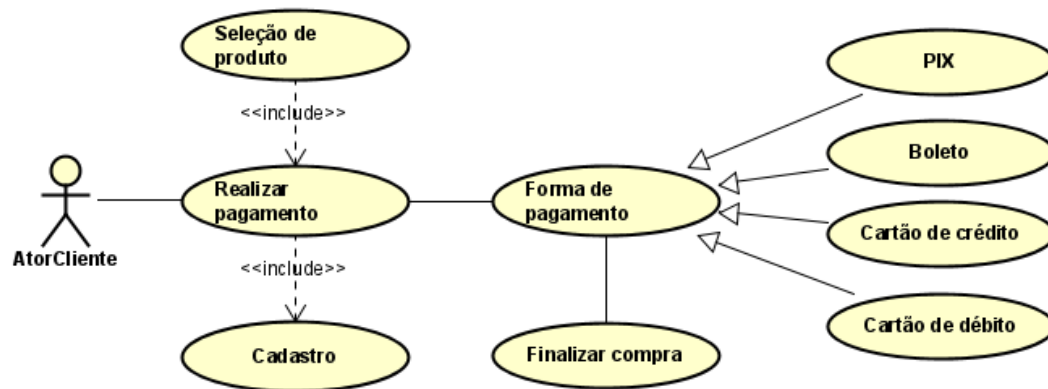 Seleção de
produto
PIX
<<include>>
Boleto
Realizar
pagamento
Forma de
pagamento
Cartão de crédito
AtorCliente
<<include>>
Cartão de débito
Cadastro
Finalizar compra